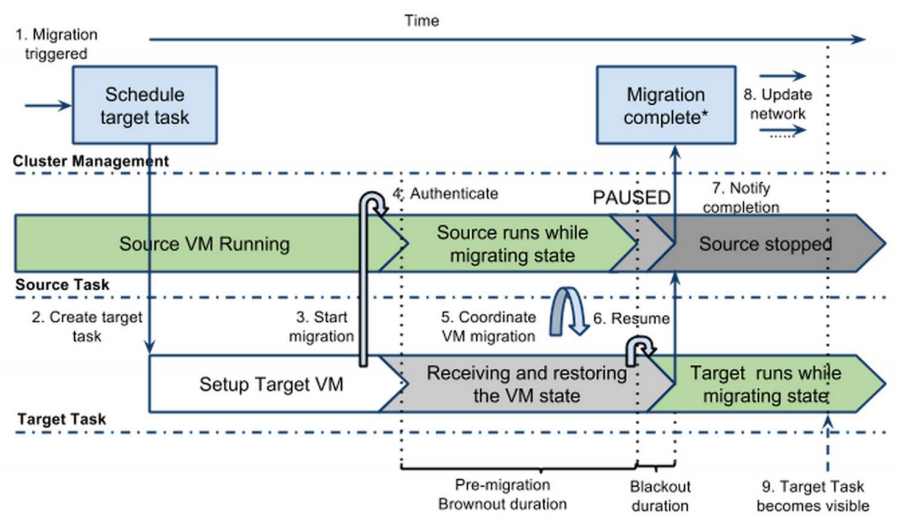 Time
1. Migration
triggered
Schedule
target task
Migration
complete*
8. Update
network
Cluster Management
4. Authenticate
PAUSED
7. Notify
completion
Source VM Running
Source runs while
migrating state
Source stopped
Source Task
2. Create target
task
3. Start
migration
5. Coordinate
VM migration
6. Resume
Setup Target VM
Receiving and restoring
the VM state
Target runs while
migrating state
Target Task
Pre-migration
Brownout duration
Blackout
duration
9. Target Task
becomes visible